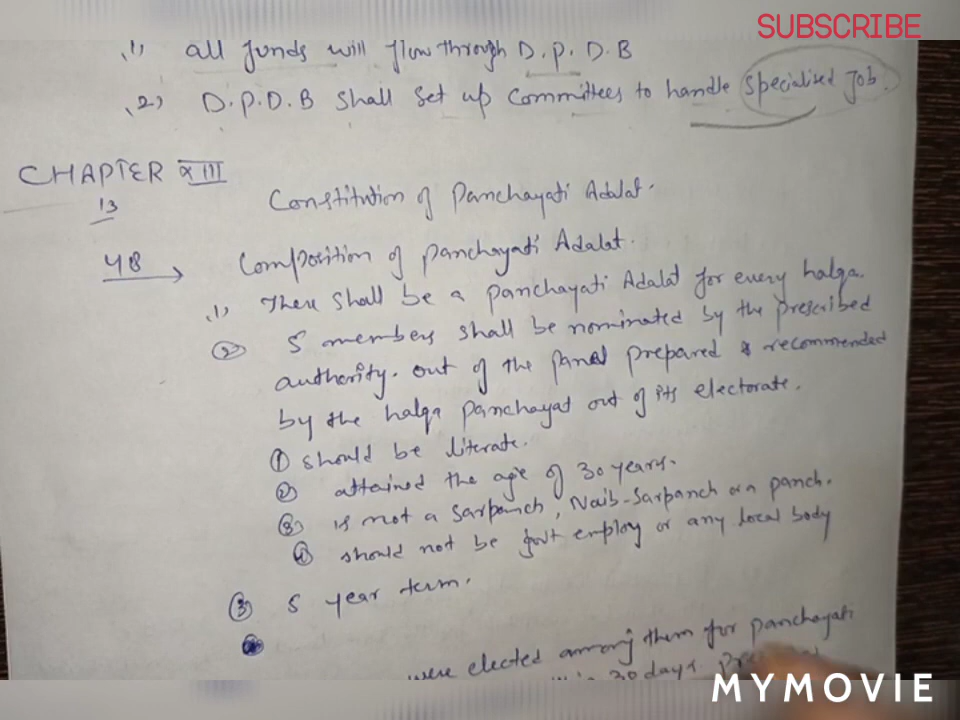 SUBSCRIBE
(1) all funds will flow through D.P.D.B
(2) D.P.D.B shall set up Committees to handle specialised Job.
CHAPTER XIII
13
Constitution of Panchayati Adalat.
48 → Composition of Panchayati Adalat.
(1) There shall be a Panchayati Adalat for every halqa.
(2) 5 members shall be nominated by the prescribed
authority. out of the panel prepared & recommended
by the halqa panchayat out of its electorate.
(1) should be literate.
(2) attained the age of 30 years.
(3) is not a Sarpanch, Naib-Sarpanch or a panch.
(4) should not be govt employ or any local body
(3) 5 year term.
were elected among them for panchayati
30 days.
MYMOVIE